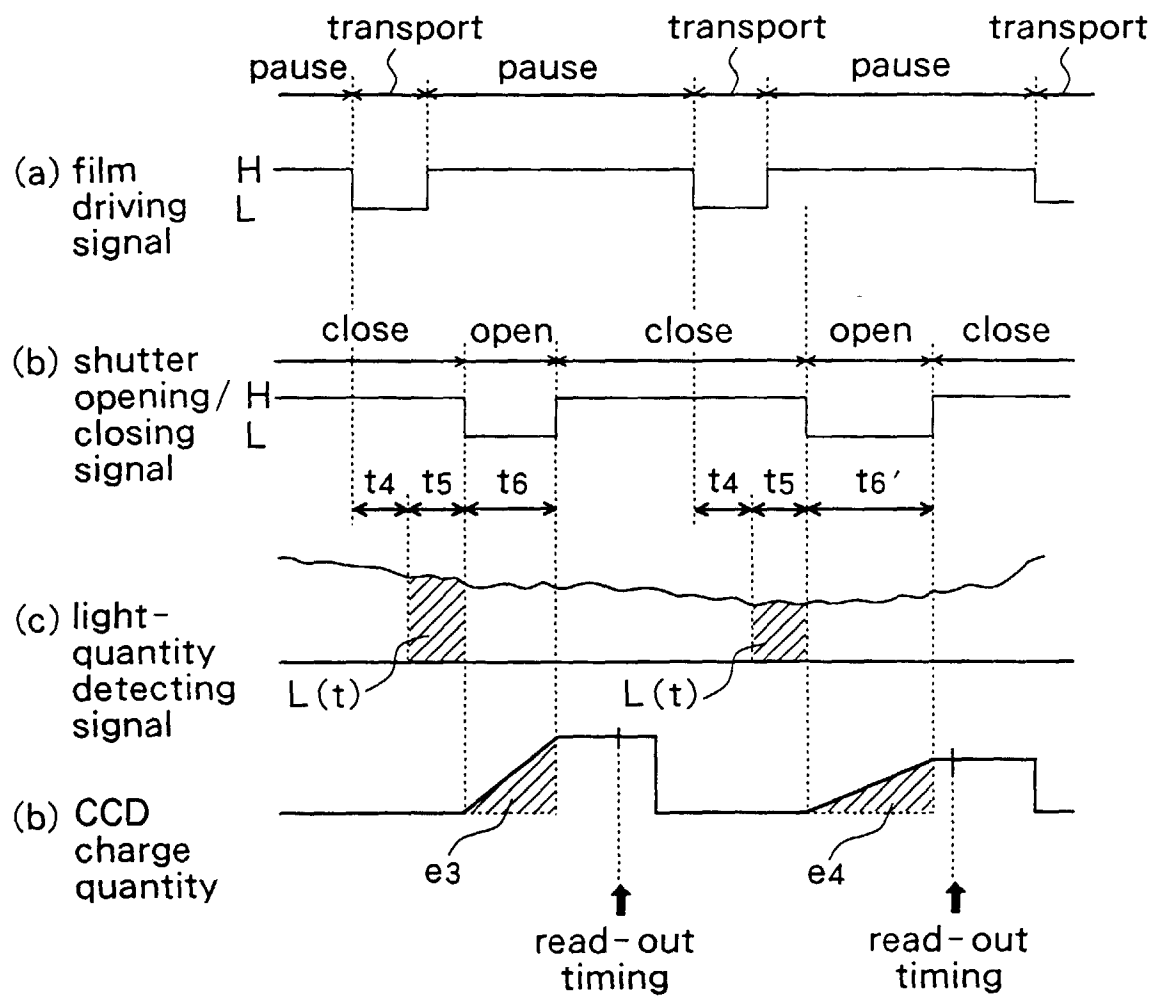 transport transport transport
pause pause pause
(a) film driving signal H L
close open close open close
(b) shutter opening/closing signal H L
t4 t5 t6 t4 t5 t6′
(c) light-quantity detecting signal
L(t) L(t)
(b) CCD charge quantity
e3 e4
read-out timing read-out timing